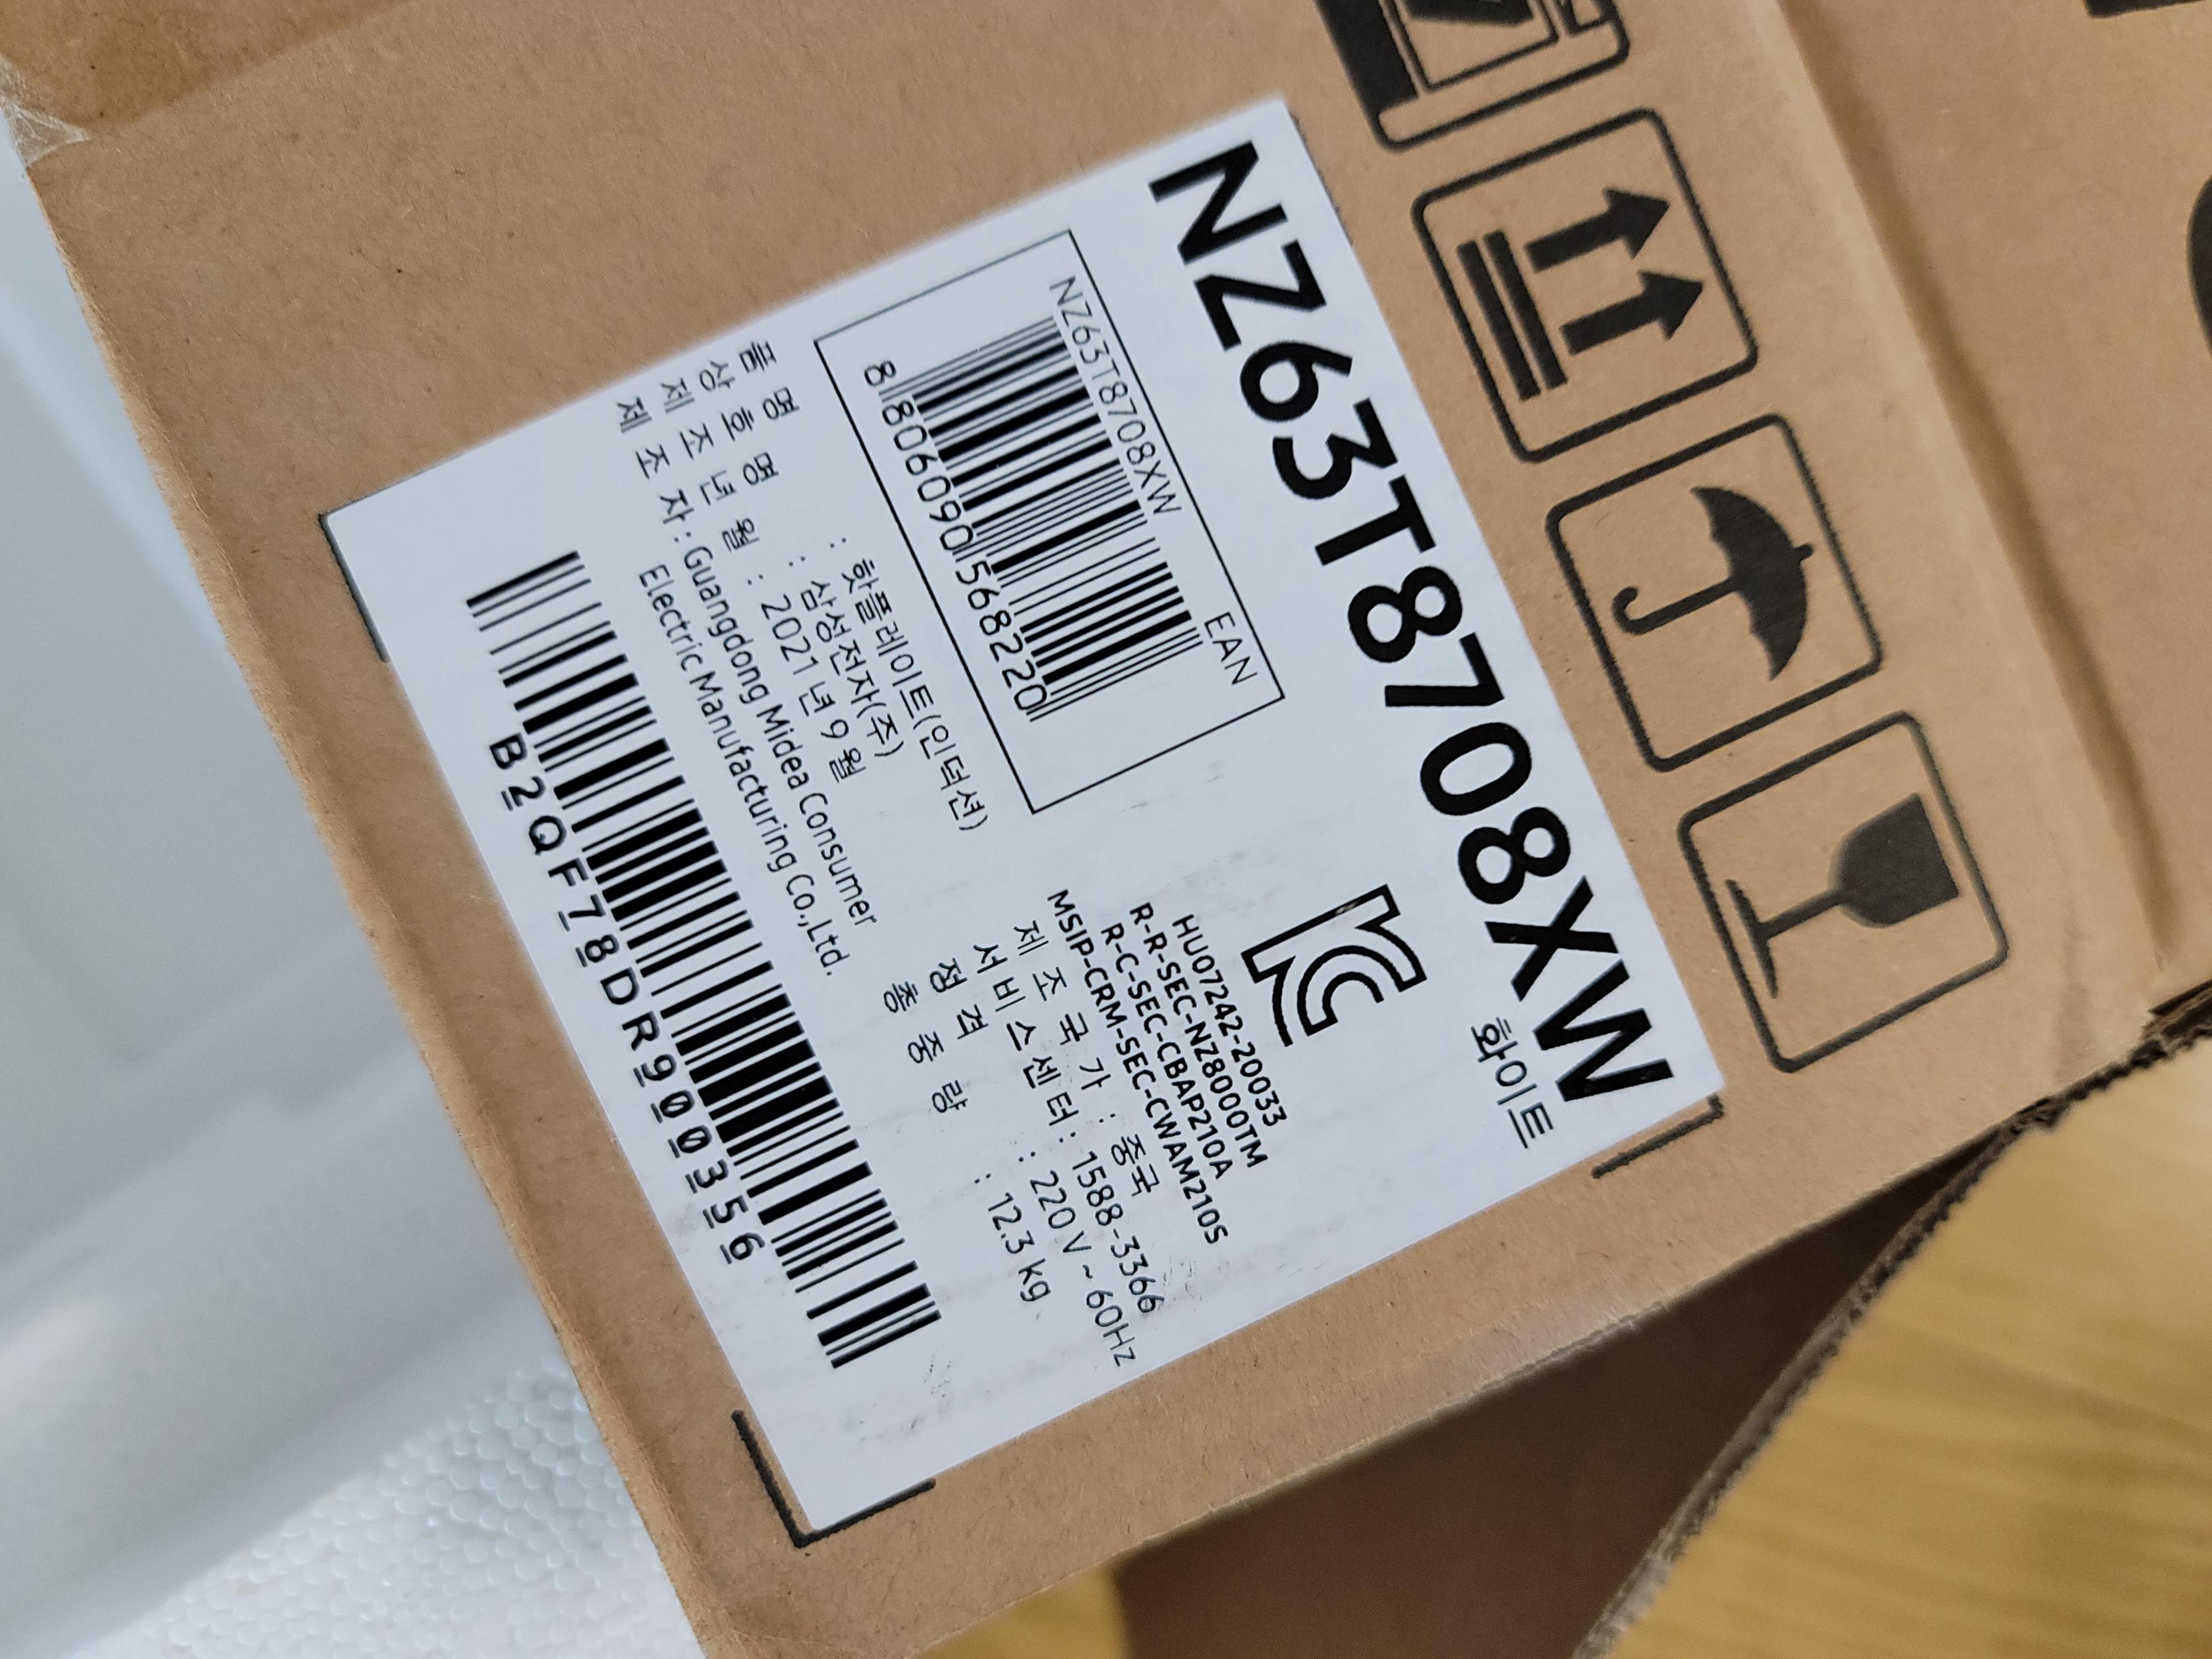 NZ63T8708XW
화이트
NZ63T8708XW
EAN
8 806090 568220
품 명 : 핫플레이트(인덕션)
상 호 명 : 삼성전자(주)
제 조 년 월 : 2021 년 9 월
제 조 자 : Guangdong Midea Consumer
Electric Manufacturing Co.,Ltd.
HU07242-20033
R-R-SEC-NZ8000TM
R-C-SEC-CBAP210A
MSIP-CRM-SEC-CWAM210S
제 조 국 가 : 중국
서 비 스 센 터 : 1588-3366
정 격 : 220 V ~ 60Hz
총 중 량 : 12.3 kg
B2QF78DR900356